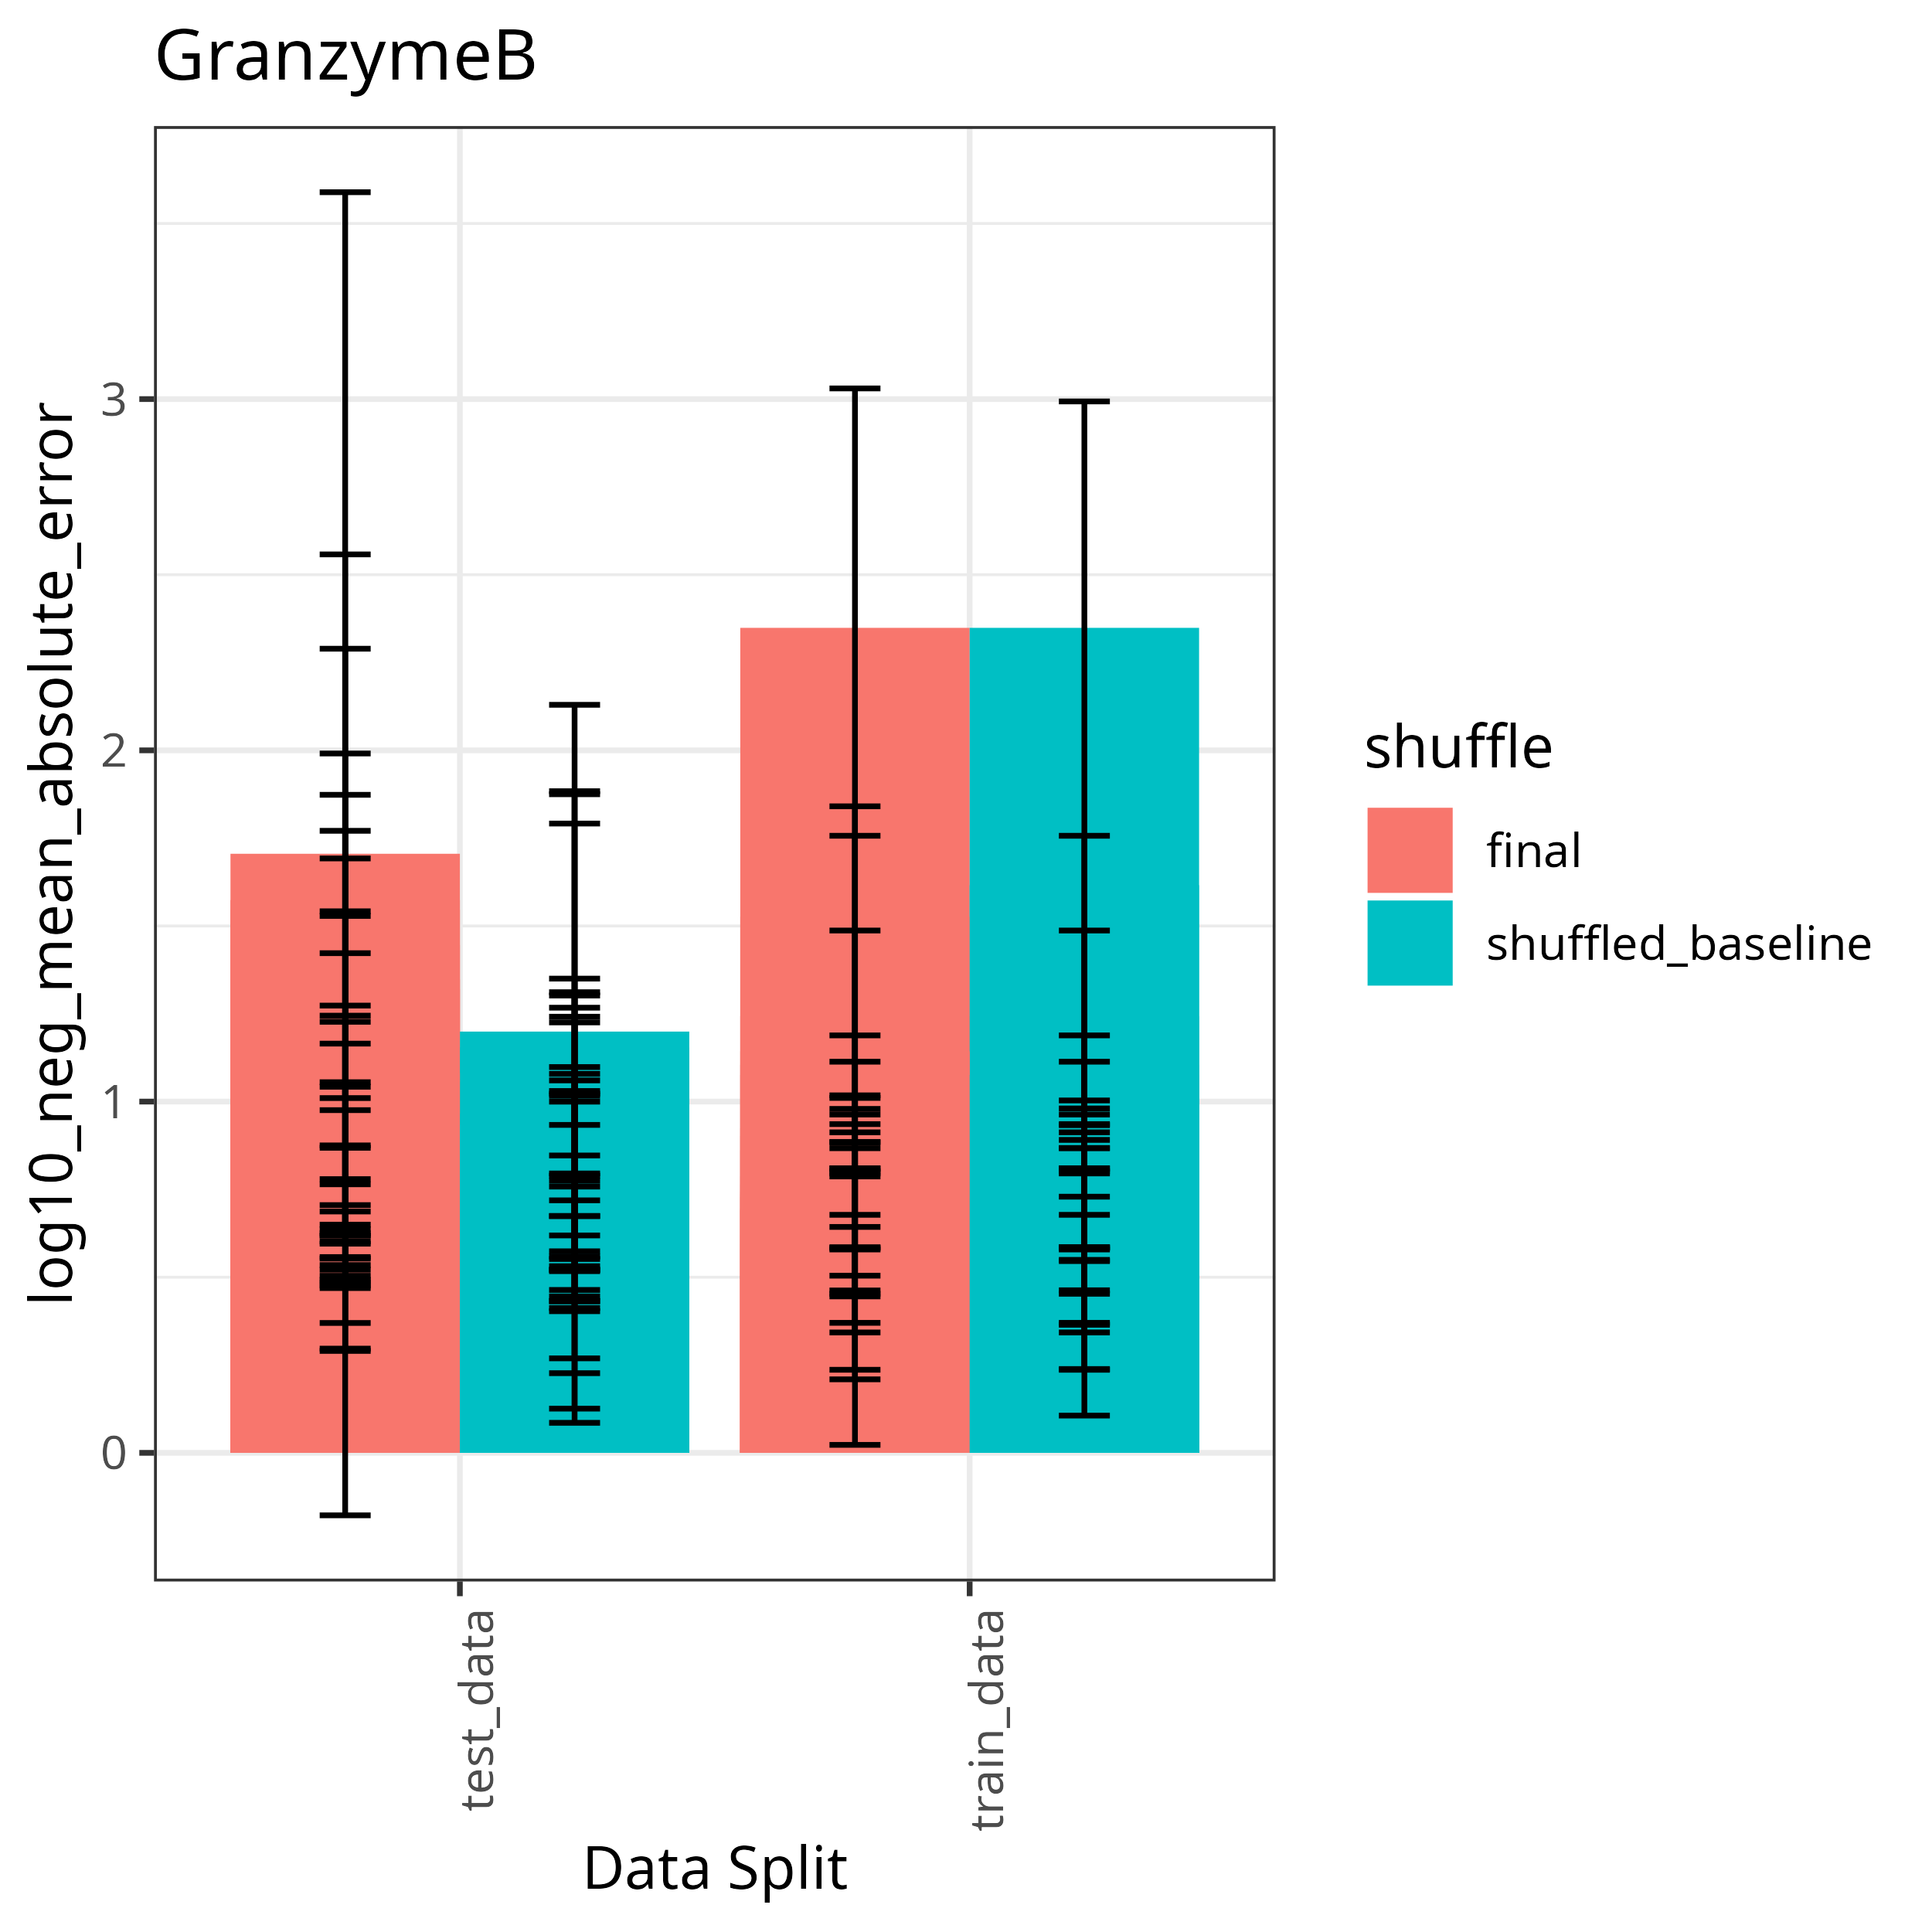 GranzymeB
log10_neg_mean_absolute_error
3
2
1
0
test_data
train_data
Data Split
shuffle
final
shuffled_baseline